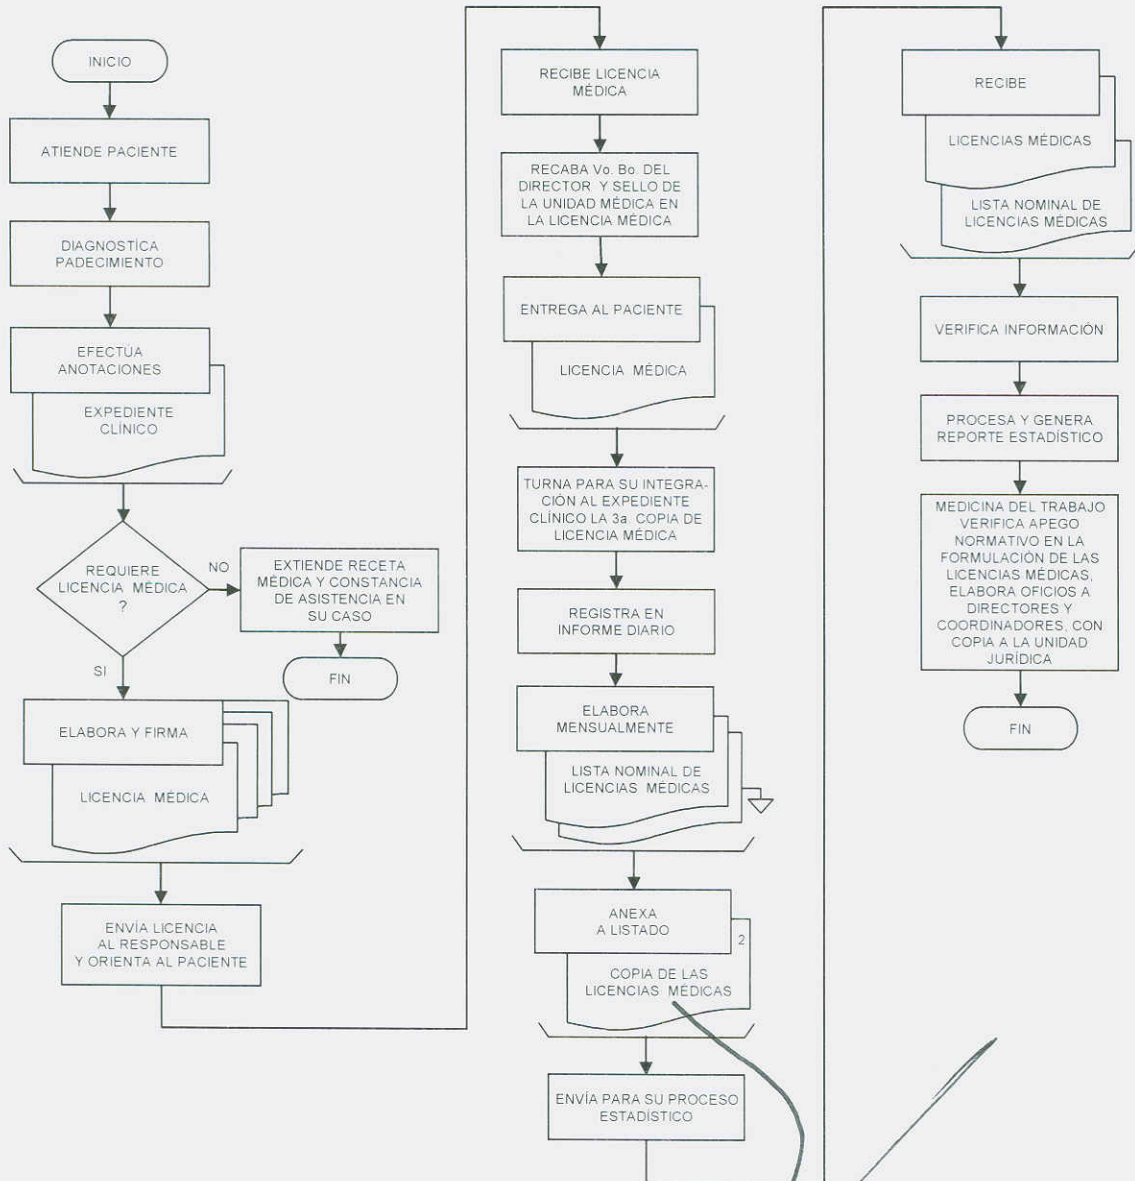 INICIO
ATIENDE PACIENTE
DIAGNOSTÍCA
PADECIMIENTO
EFECTÚA
ANOTACIONES
EXPEDIENTE
CLÍNICO
REQUIERE
LICENCIA MÉDICA
?
NO
EXTIENDE RECETA
MÉDICA Y CONSTANCIA
DE ASISTENCIA EN
SU CASO
FIN
SI
ELABORA Y FIRMA
LICENCIA MÉDICA
ENVÍA LICENCIA
AL RESPONSABLE
Y ORIENTA AL PACIENTE
RECIBE LICENCIA
MÉDICA
RECABA Vo. Bo. DEL
DIRECTOR Y SELLO DE
LA UNIDAD MÉDICA EN
LA LICENCIA MÉDICA
ENTREGA AL PACIENTE
LICENCIA MÉDICA
TURNA PARA SU INTEGRA-
CIÓN AL EXPEDIENTE
CLÍNICO LA 3a. COPIA DE
LICENCIA MÉDICA
REGISTRA EN
INFORME DIARIO
ELABORA
MENSUALMENTE
LISTA NOMINAL DE
LICENCIAS MÉDICAS
ANEXA
A LISTADO
2
COPIA DE LAS
LICENCIAS MÉDICAS
ENVÍA PARA SU PROCESO
ESTADÍSTICO
RECIBE
LICENCIAS MÉDICAS
LISTA NOMINAL DE
LICENCIAS MÉDICAS
VERIFICA INFORMACIÓN
PROCESA Y GENERA
REPORTE ESTADÍSTICO
MEDICINA DEL TRABAJO
VERIFICA APEGO
NORMATIVO EN LA
FORMULACIÓN DE LAS
LICENCIAS MÉDICAS,
ELABORA OFICIOS A
DIRECTORES Y
COORDINADORES, CON
COPIA A LA UNIDAD
JURÍDICA
FIN